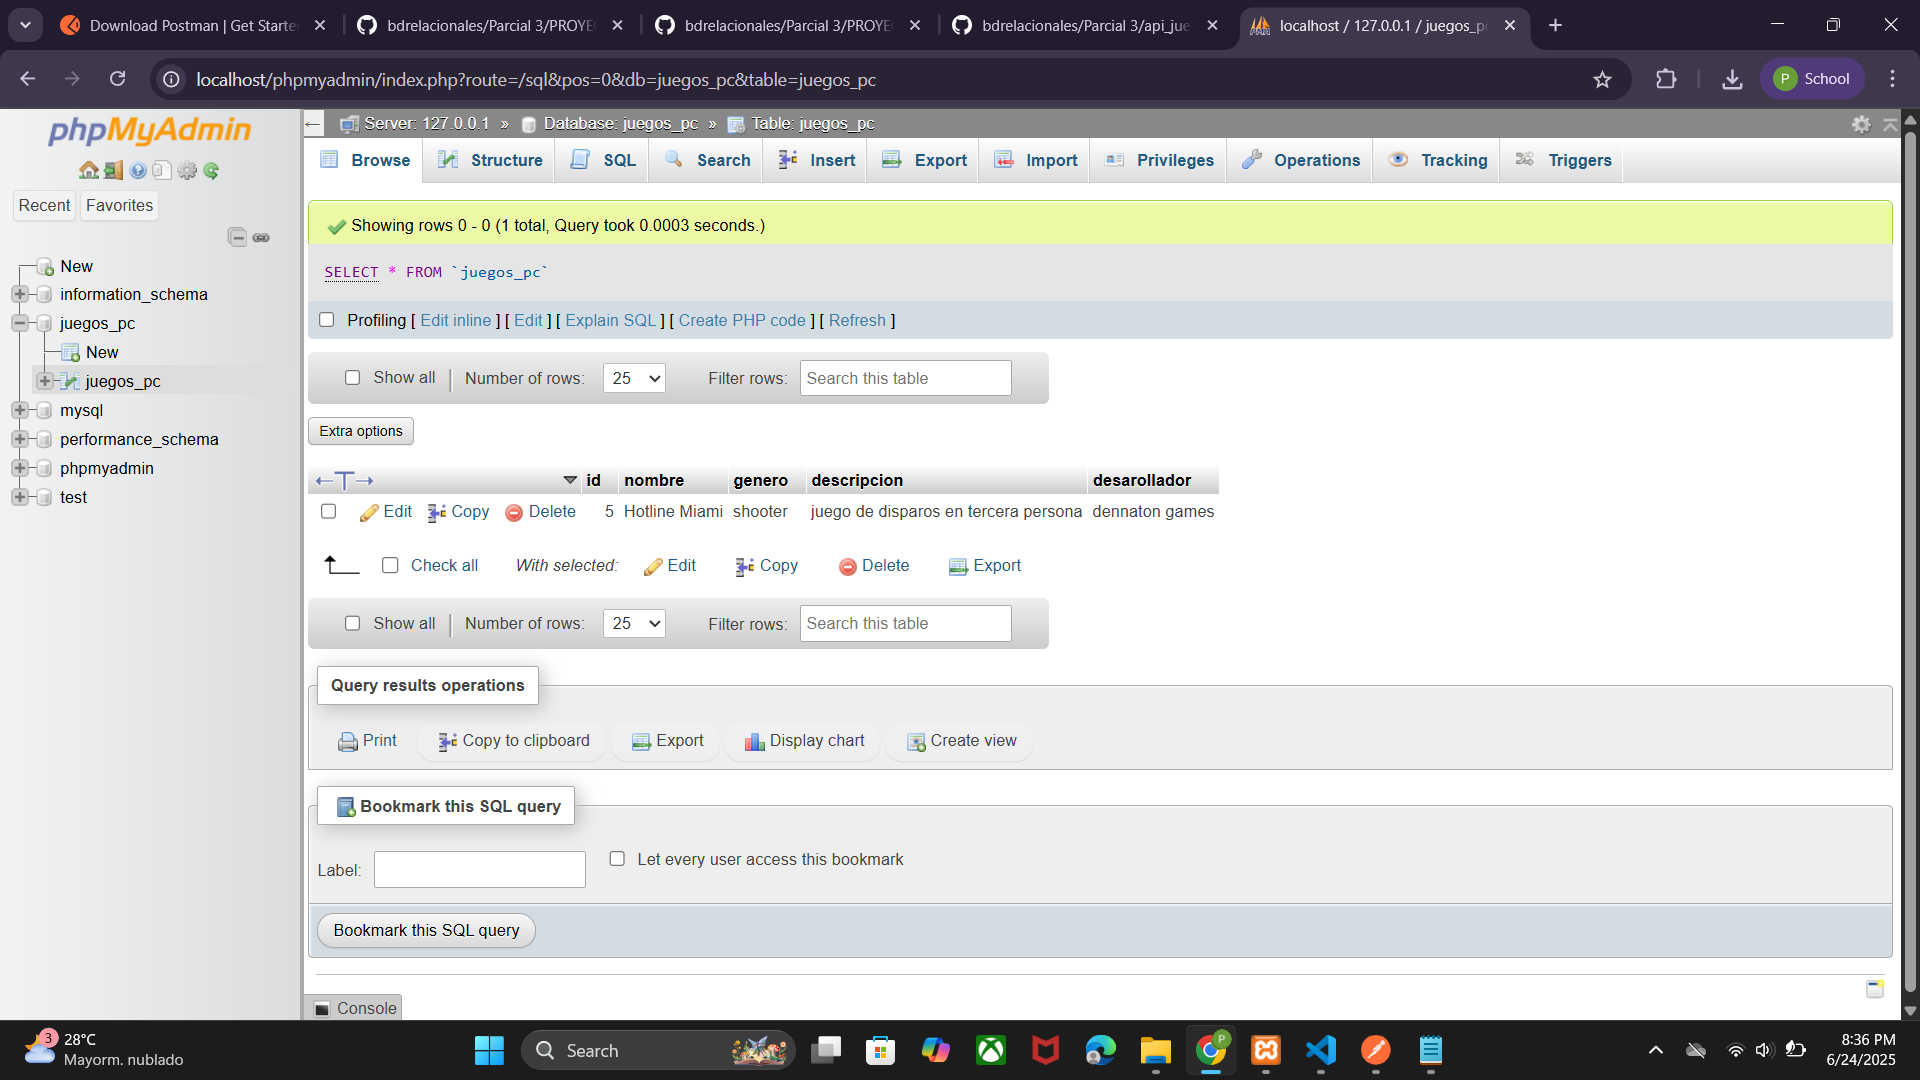 Download Postman | Get Starte
bdrelacionales/Parcial 3/PROYE
bdrelacionales/Parcial 3/PROYE
bdrelacionales/Parcial 3/api_jue
localhost / 127.0.0.1 / juegos_p
localhost/phpmyadmin/index.php?route=/sql&pos=0&db=juegos_pc&table=juegos_pc
P School
phpMyAdmin
Recent Favorites
New
information_schema
juegos_pc
New
juegos_pc
mysql
performance_schema
phpmyadmin
test
Server: 127.0.0.1 » Database: juegos_pc » Table: juegos_pc
Browse Structure SQL Search Insert Export Import Privileges Operations Tracking Triggers
Showing rows 0 - 0 (1 total, Query took 0.0003 seconds.)
SELECT * FROM `juegos_pc`
Profiling [ Edit inline ] [ Edit ] [ Explain SQL ] [ Create PHP code ] [ Refresh ]
Show all Number of rows: 25 Filter rows: Search this table
Extra options
id nombre genero descripcion desarollador
Edit Copy Delete 5 Hotline Miami shooter juego de disparos en tercera persona dennaton games
Check all With selected: Edit Copy Delete Export
Show all Number of rows: 25 Filter rows: Search this table
Query results operations
Print Copy to clipboard Export Display chart Create view
Bookmark this SQL query
Label: Let every user access this bookmark
Bookmark this SQL query
Console
3
28°C
Mayorm. nublado
Search
P
8:36 PM
6/24/2025